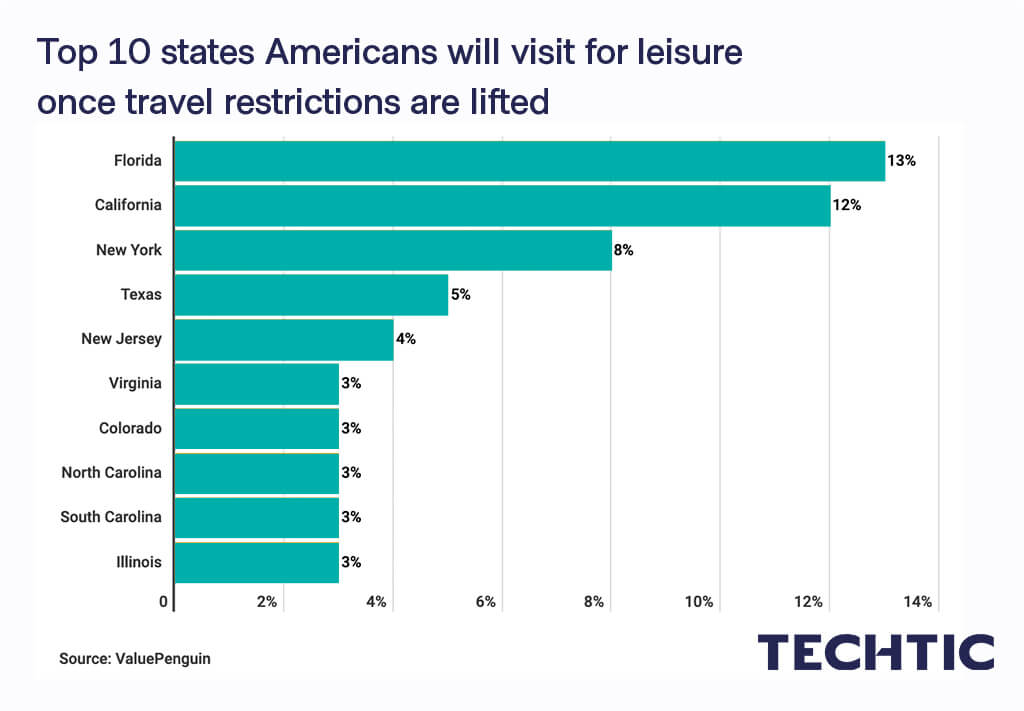 Top 10 states Americans will visit for leisure
once travel restrictions are lifted
Florida 13%
California 12%
New York 8%
Texas 5%
New Jersey 4%
Virginia 3%
Colorado 3%
North Carolina 3%
South Carolina 3%
Illinois 3%
0 2% 4% 6% 8% 10% 12% 14%
Source: ValuePenguin
TECHTIC